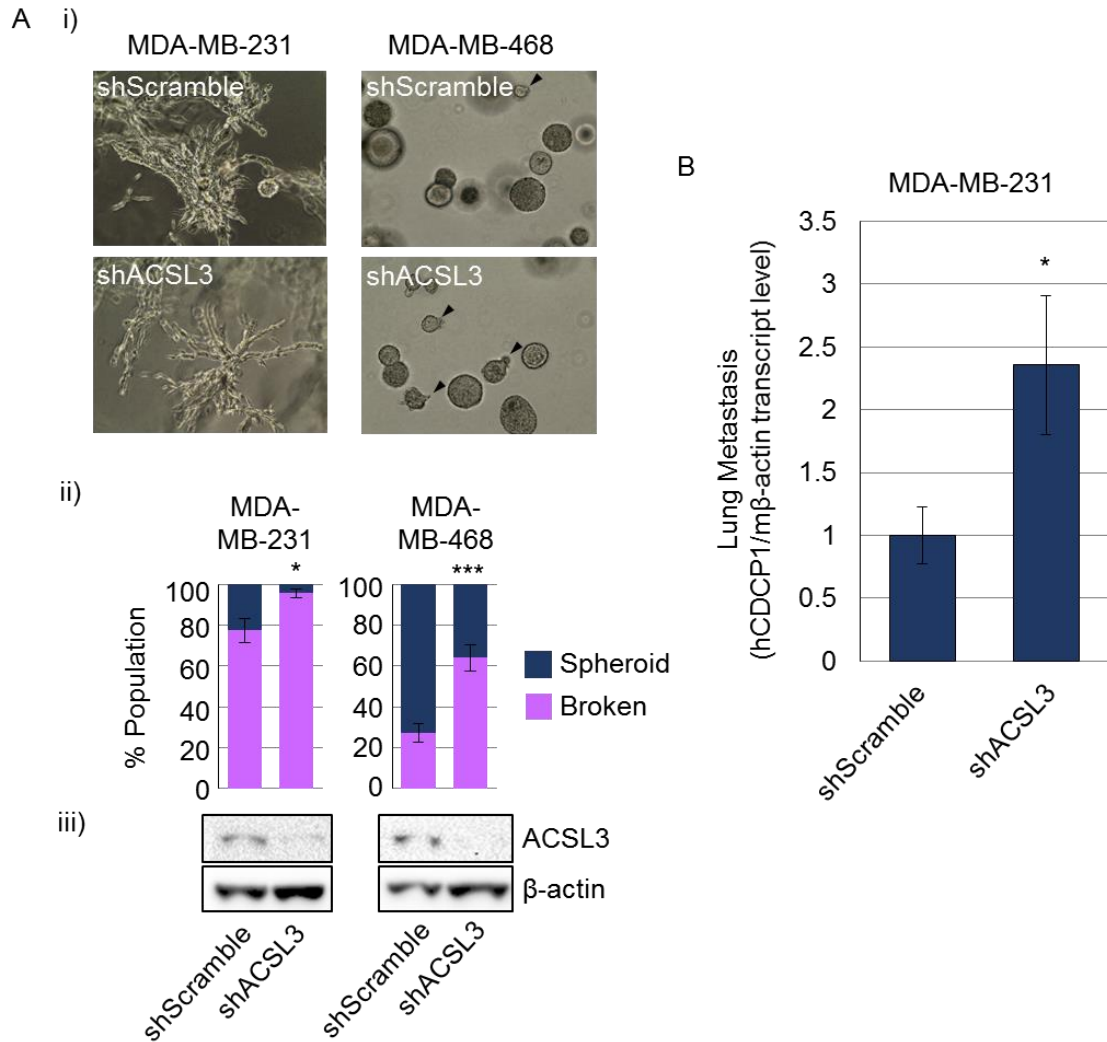 A i)
MDA-MB-231
MDA-MB-468
shScramble
shScramble
shACSL3
shACSL3
ii)
MDA-
MB-231
MDA-
MB-468
*
***
% Population
100
80
60
40
20
0
100
80
60
40
20
0
Spheroid
Broken
iii)
ACSL3
β-actin
shScramble
shACSL3
shScramble
shACSL3
B
MDA-MB-231
Lung Metastasis
(hCDCP1/mβ-actin transcript level)
3.5
3
2.5
2
1.5
1
0.5
0
*
shScramble
shACSL3